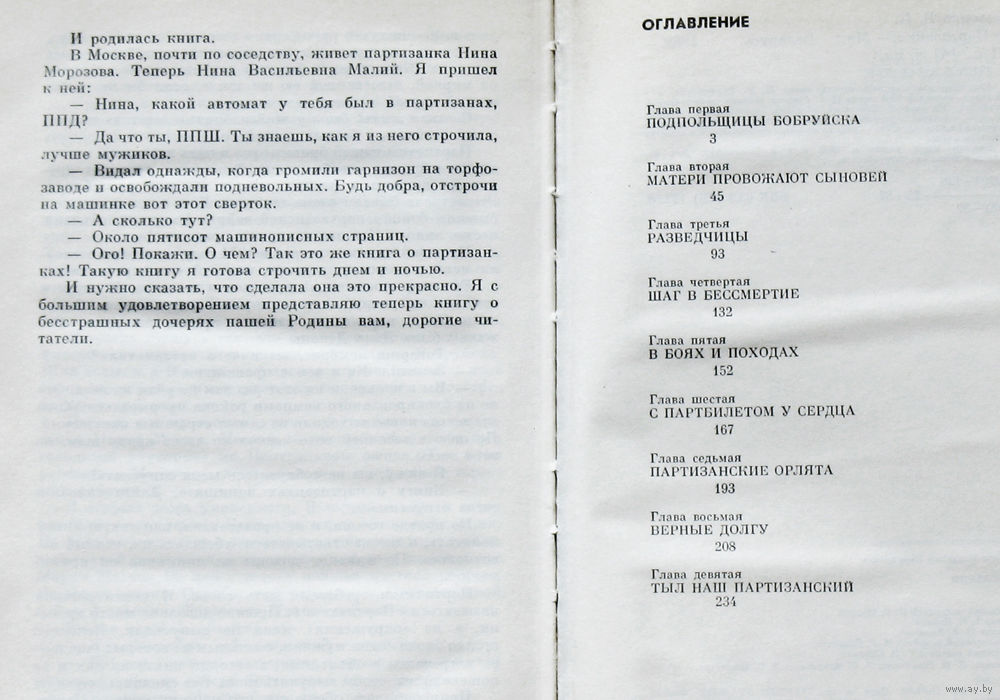 И родилась книга.
В Москве, почти по соседству, живет партизанка Нина
Морозова. Теперь Нина Васильевна Малий. Я пришел
к ней:
— Нина, какой автомат у тебя был в партизанах,
ППД?
— Да что ты, ППШ. Ты знаешь, как я из него строчила,
лучше мужиков.
— Видал однажды, когда громили гарнизон на торфо-
заводе и освобождали подневольных. Будь добра, отстрочи
на машинке вот этот сверток.
— А сколько тут?
— Около пятисот машинописных страниц.
— Ого! Покажи. О чем? Так это же книга о партизан-
ках! Такую книгу я готова строчить днем и ночью.
И нужно сказать, что сделала она это прекрасно. Я с
большим удовлетворением представляю теперь книгу о
бесстрашных дочерях нашей Родины вам, дорогие чи-
татели.
ОГЛАВЛЕНИЕ
Глава первая
ПОДПОЛЬЩИЦЫ БОБРУЙСКА
3
Глава вторая
МАТЕРИ ПРОВОЖАЮТ СЫНОВЕЙ
45
Глава третья
РАЗВЕДЧИЦЫ
93
Глава четвертая
ШАГ В БЕССМЕРТИЕ
132
Глава пятая
В БОЯХ И ПОХОДАХ
152
Глава шестая
С ПАРТБИЛЕТОМ У СЕРДЦА
167
Глава седьмая
ПАРТИЗАНСКИЕ ОРЛЯТА
193
Глава восьмая
ВЕРНЫЕ ДОЛГУ
208
Глава девятая
ТЫЛ НАШ ПАРТИЗАНСКИЙ
234
www.ay.by